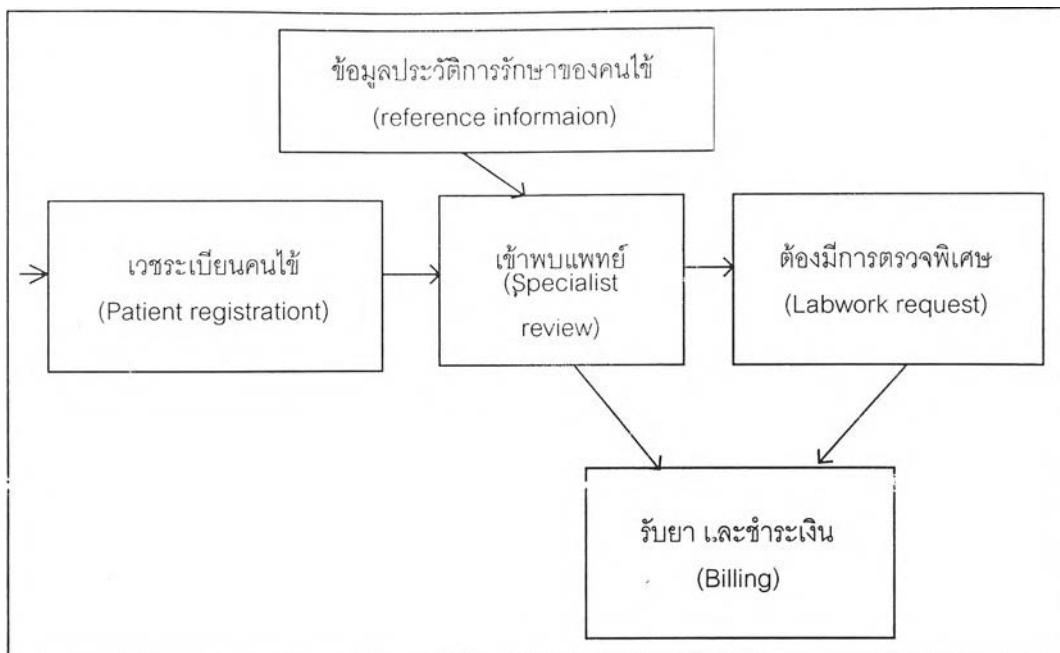 ข้อมูลประวัติการรักษาของคนไข้
(reference informaion)
เวชระเบียนคนไข้
(Patient registrationt)
เข้าพบแพทย์
(Specialist
review)
ต้องมีการตรวจพิเศษ
(Labwork request)
รับยา และชำระเงิน
(Billing)